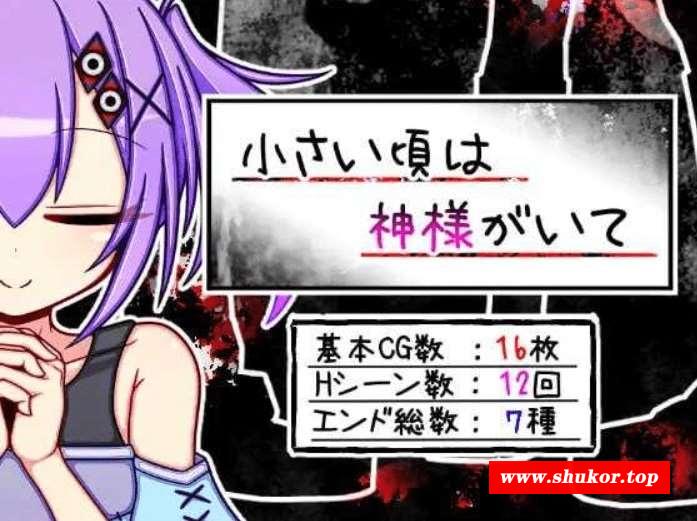 小さい頃は
神様がいて
基本CG数 : 16枚
Hシーン数 : 12回
エンド総数 : 7種
www.shukor.top